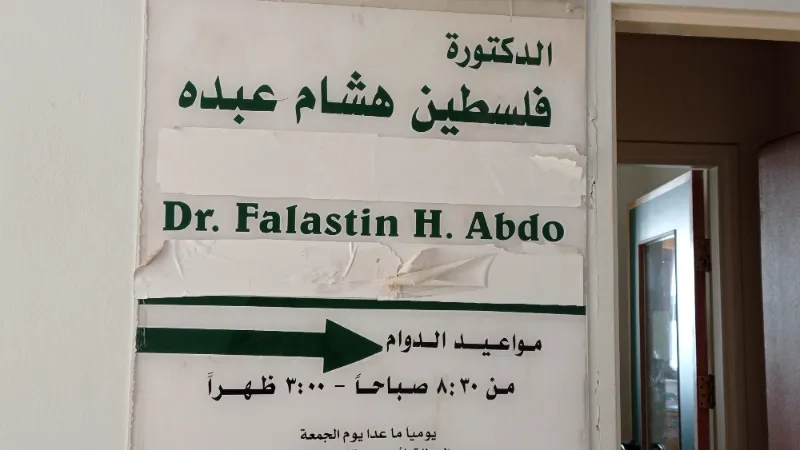 الدكتورة
فلسطين هشام عبده
Dr. Falastin H. Abdo
مواعيد الدوام
من ٨:٣٠ صباحاً - ٣:٠٠ ظهراً
يوميا ما عدا يوم الجمعة